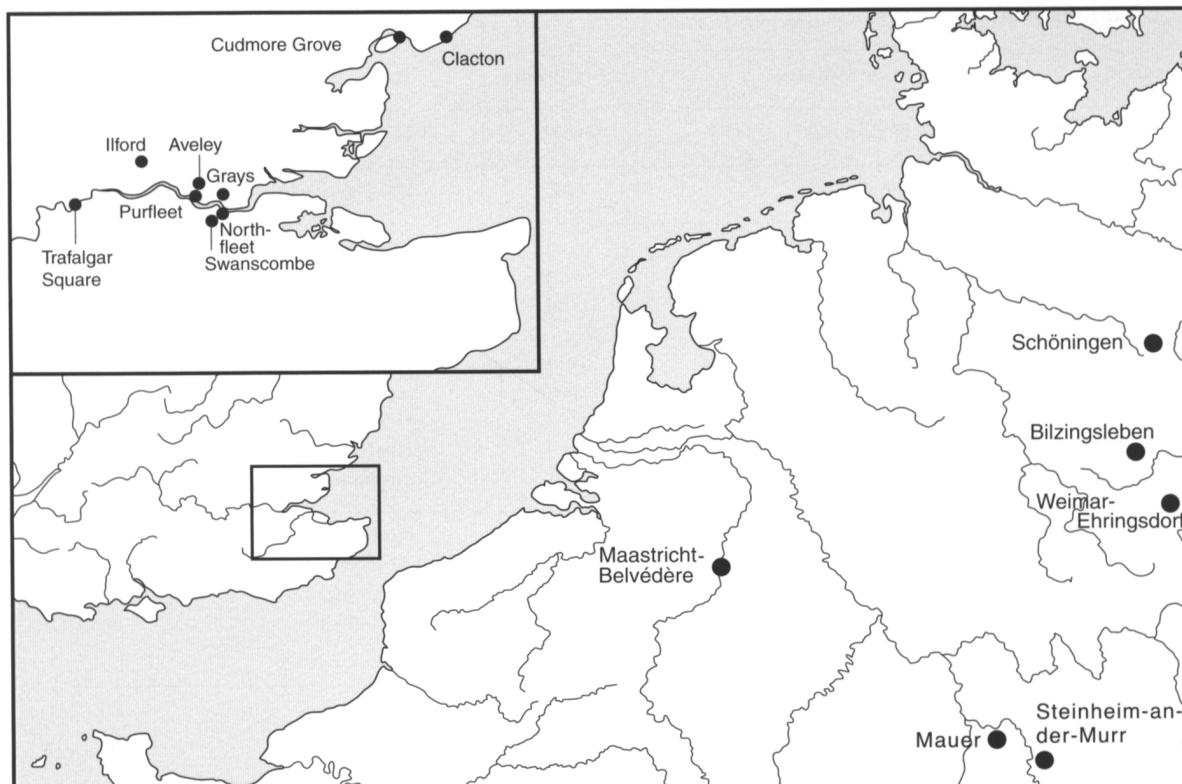 Cudmore Grove
Clacton
Ilford
Aveley
Grays
Purfleet
North-
fleet
Swanscombe
Trafalgar
Square
Schöningen
Bilzingsleben
Weimar-
Ehringsdorf
Maastricht-
Belvédère
Steinheim-an-
der-Murr
Mauer